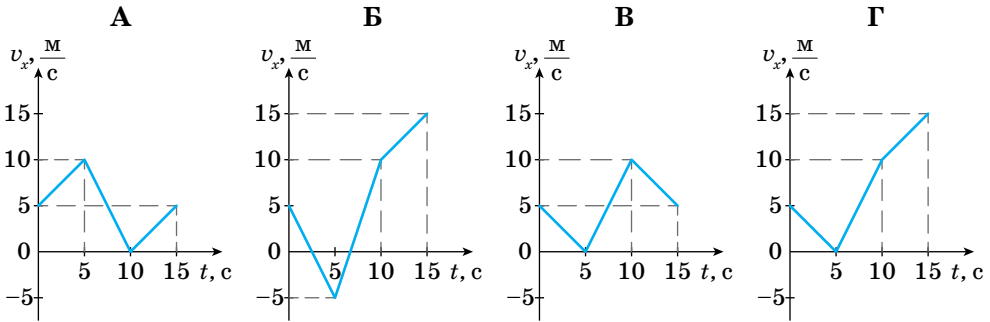 А Б В Г
vₓ, м/с vₓ, м/с vₓ, м/с vₓ, м/с
15 15 15 15
10 10 10 10
5 5 5 5
0 0 0 0
5 10 15 t, с 5 10 15 t, с 5 10 15 t, с 5 10 15 t, с
−5 −5 −5 −5